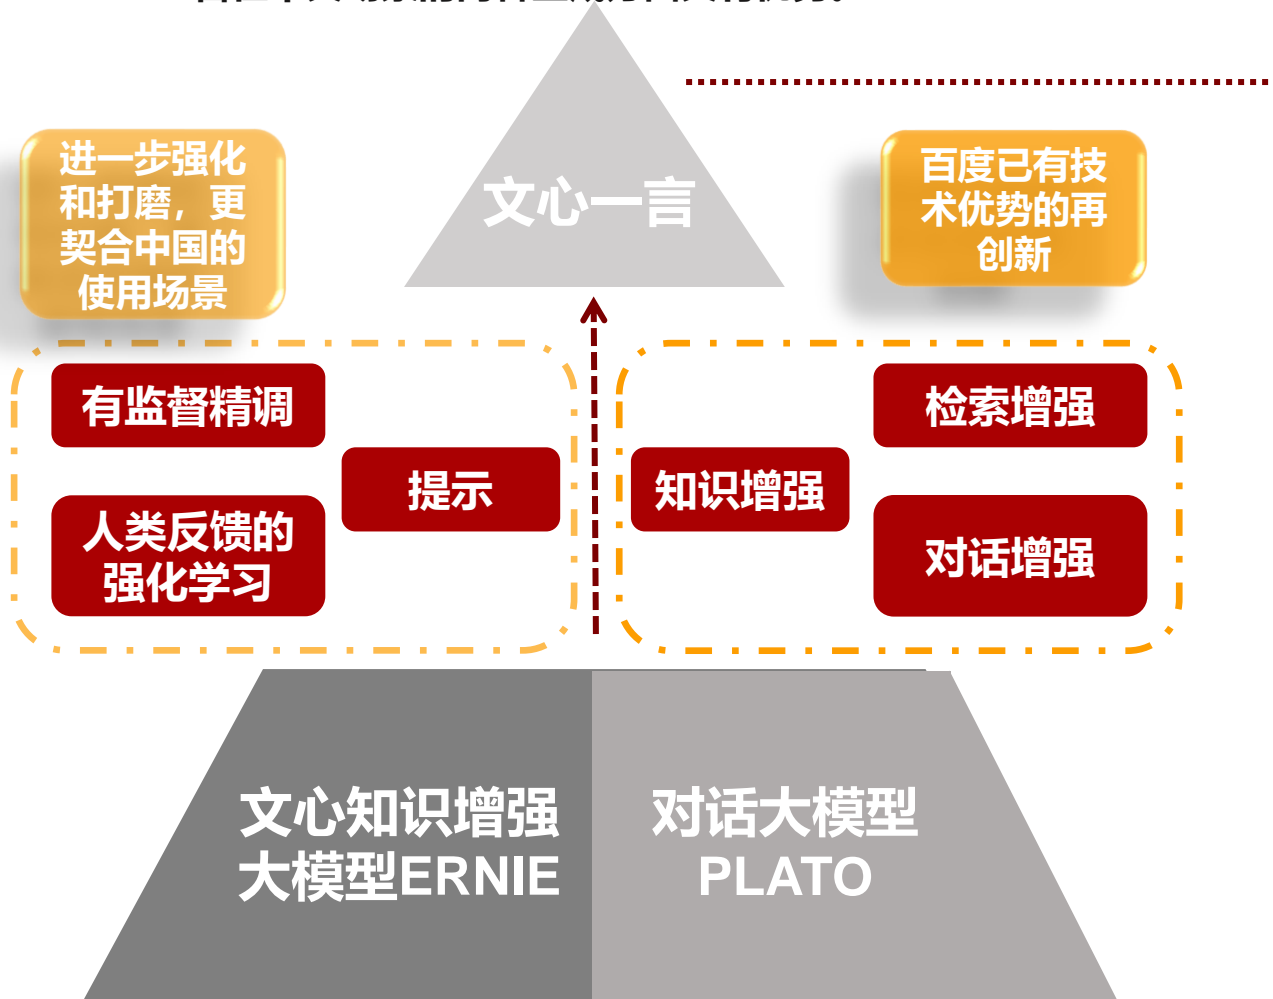 进一步强化
和打磨，更
契合中国的
使用场景
文心一言
百度已有技
术优势的再
创新
有监督精调
提示
人类反馈的
强化学习
知识增强
检索增强
对话增强
文心知识增强
大模型ERNIE
对话大模型
PLATO